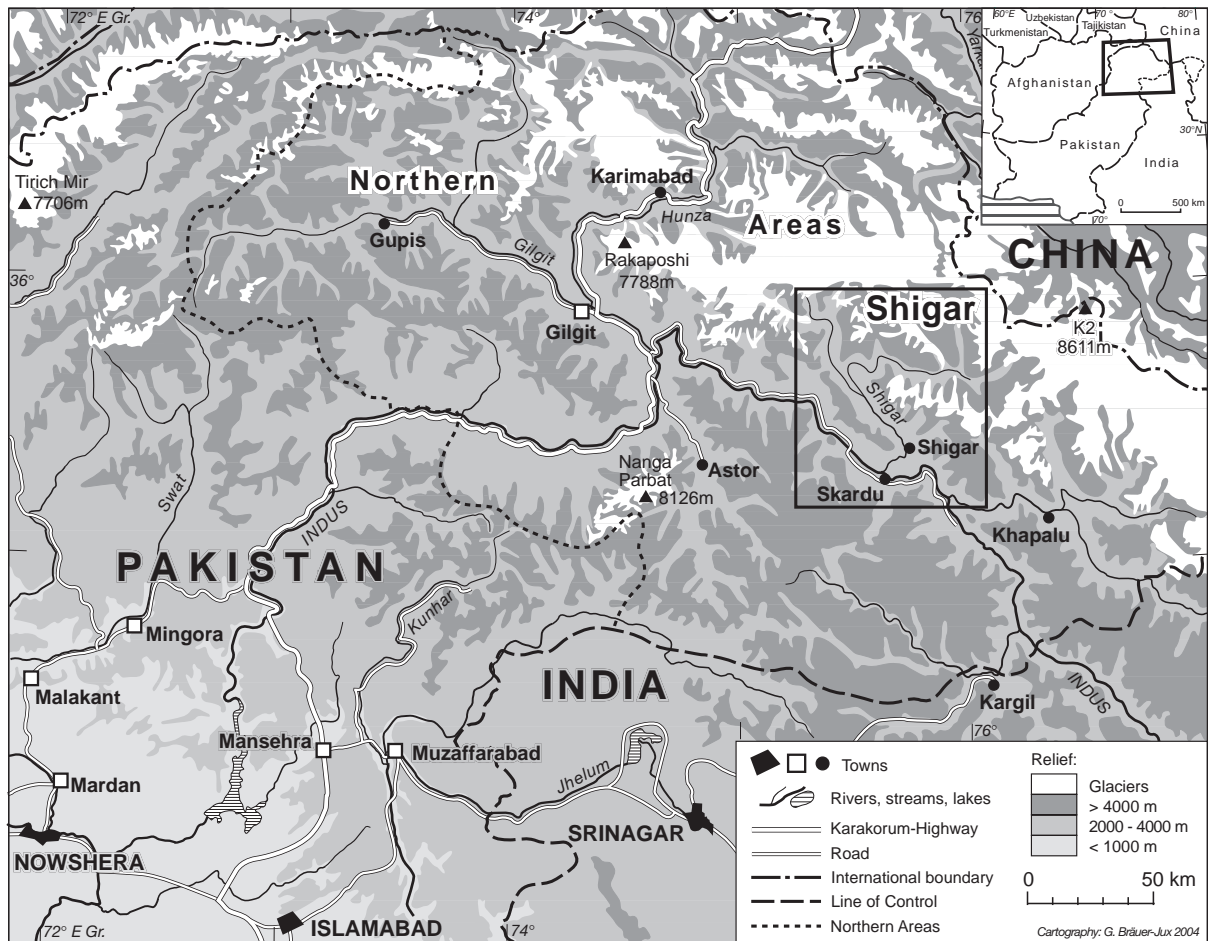 72° E Gr.
74°
76
Yarke
60°E
70°
80°
Uzbekistan
Tajikistan
China
Turkmenistan
Afghanistan
30°N
Pakistan
India
0 500 km
70°
Tirich Mir
7706m
Northern
Karimabad
Hunza
Areas
Gupis
Gilgit
Rakaposhi
7788m
CHINA
36°
Gilgit
Shigar
K2
8611m
Shigar
Shigar
Nanga
Parbat
8126m
Astor
Skardu
Swat
INDUS
Khapalu
PAKISTAN
Kunhar
Mingora
INDIA
Malakant
Kargil
INDUS
76°
Mansehra
Muzaffarabad
Jhelum
Mardan
SRINAGAR
NOWSHERA
ISLAMABAD
72° E Gr.
74°
Towns
Rivers, streams, lakes
Karakorum-Highway
Road
International boundary
Line of Control
Northern Areas
Relief:
Glaciers
> 4000 m
2000 - 4000 m
< 1000 m
0 50 km
Cartography: G. Bräuer-Jux 2004